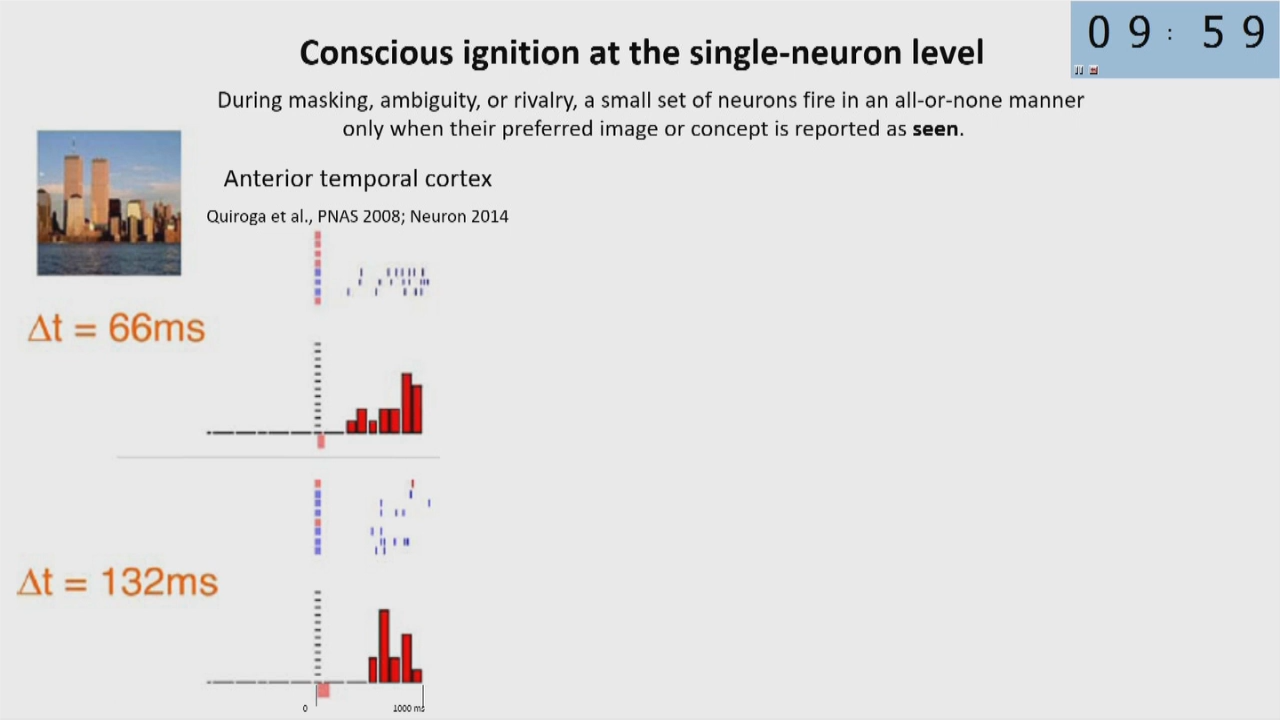 Conscious ignition at the single-neuron level
09:59
During masking, ambiguity, or rivalry, a small set of neurons fire in an all-or-none manner
only when their preferred image or concept is reported as seen.
Anterior temporal cortex
Quiroga et al., PNAS 2008; Neuron 2014
Δt = 66ms
Δt = 132ms
0
1000 ms